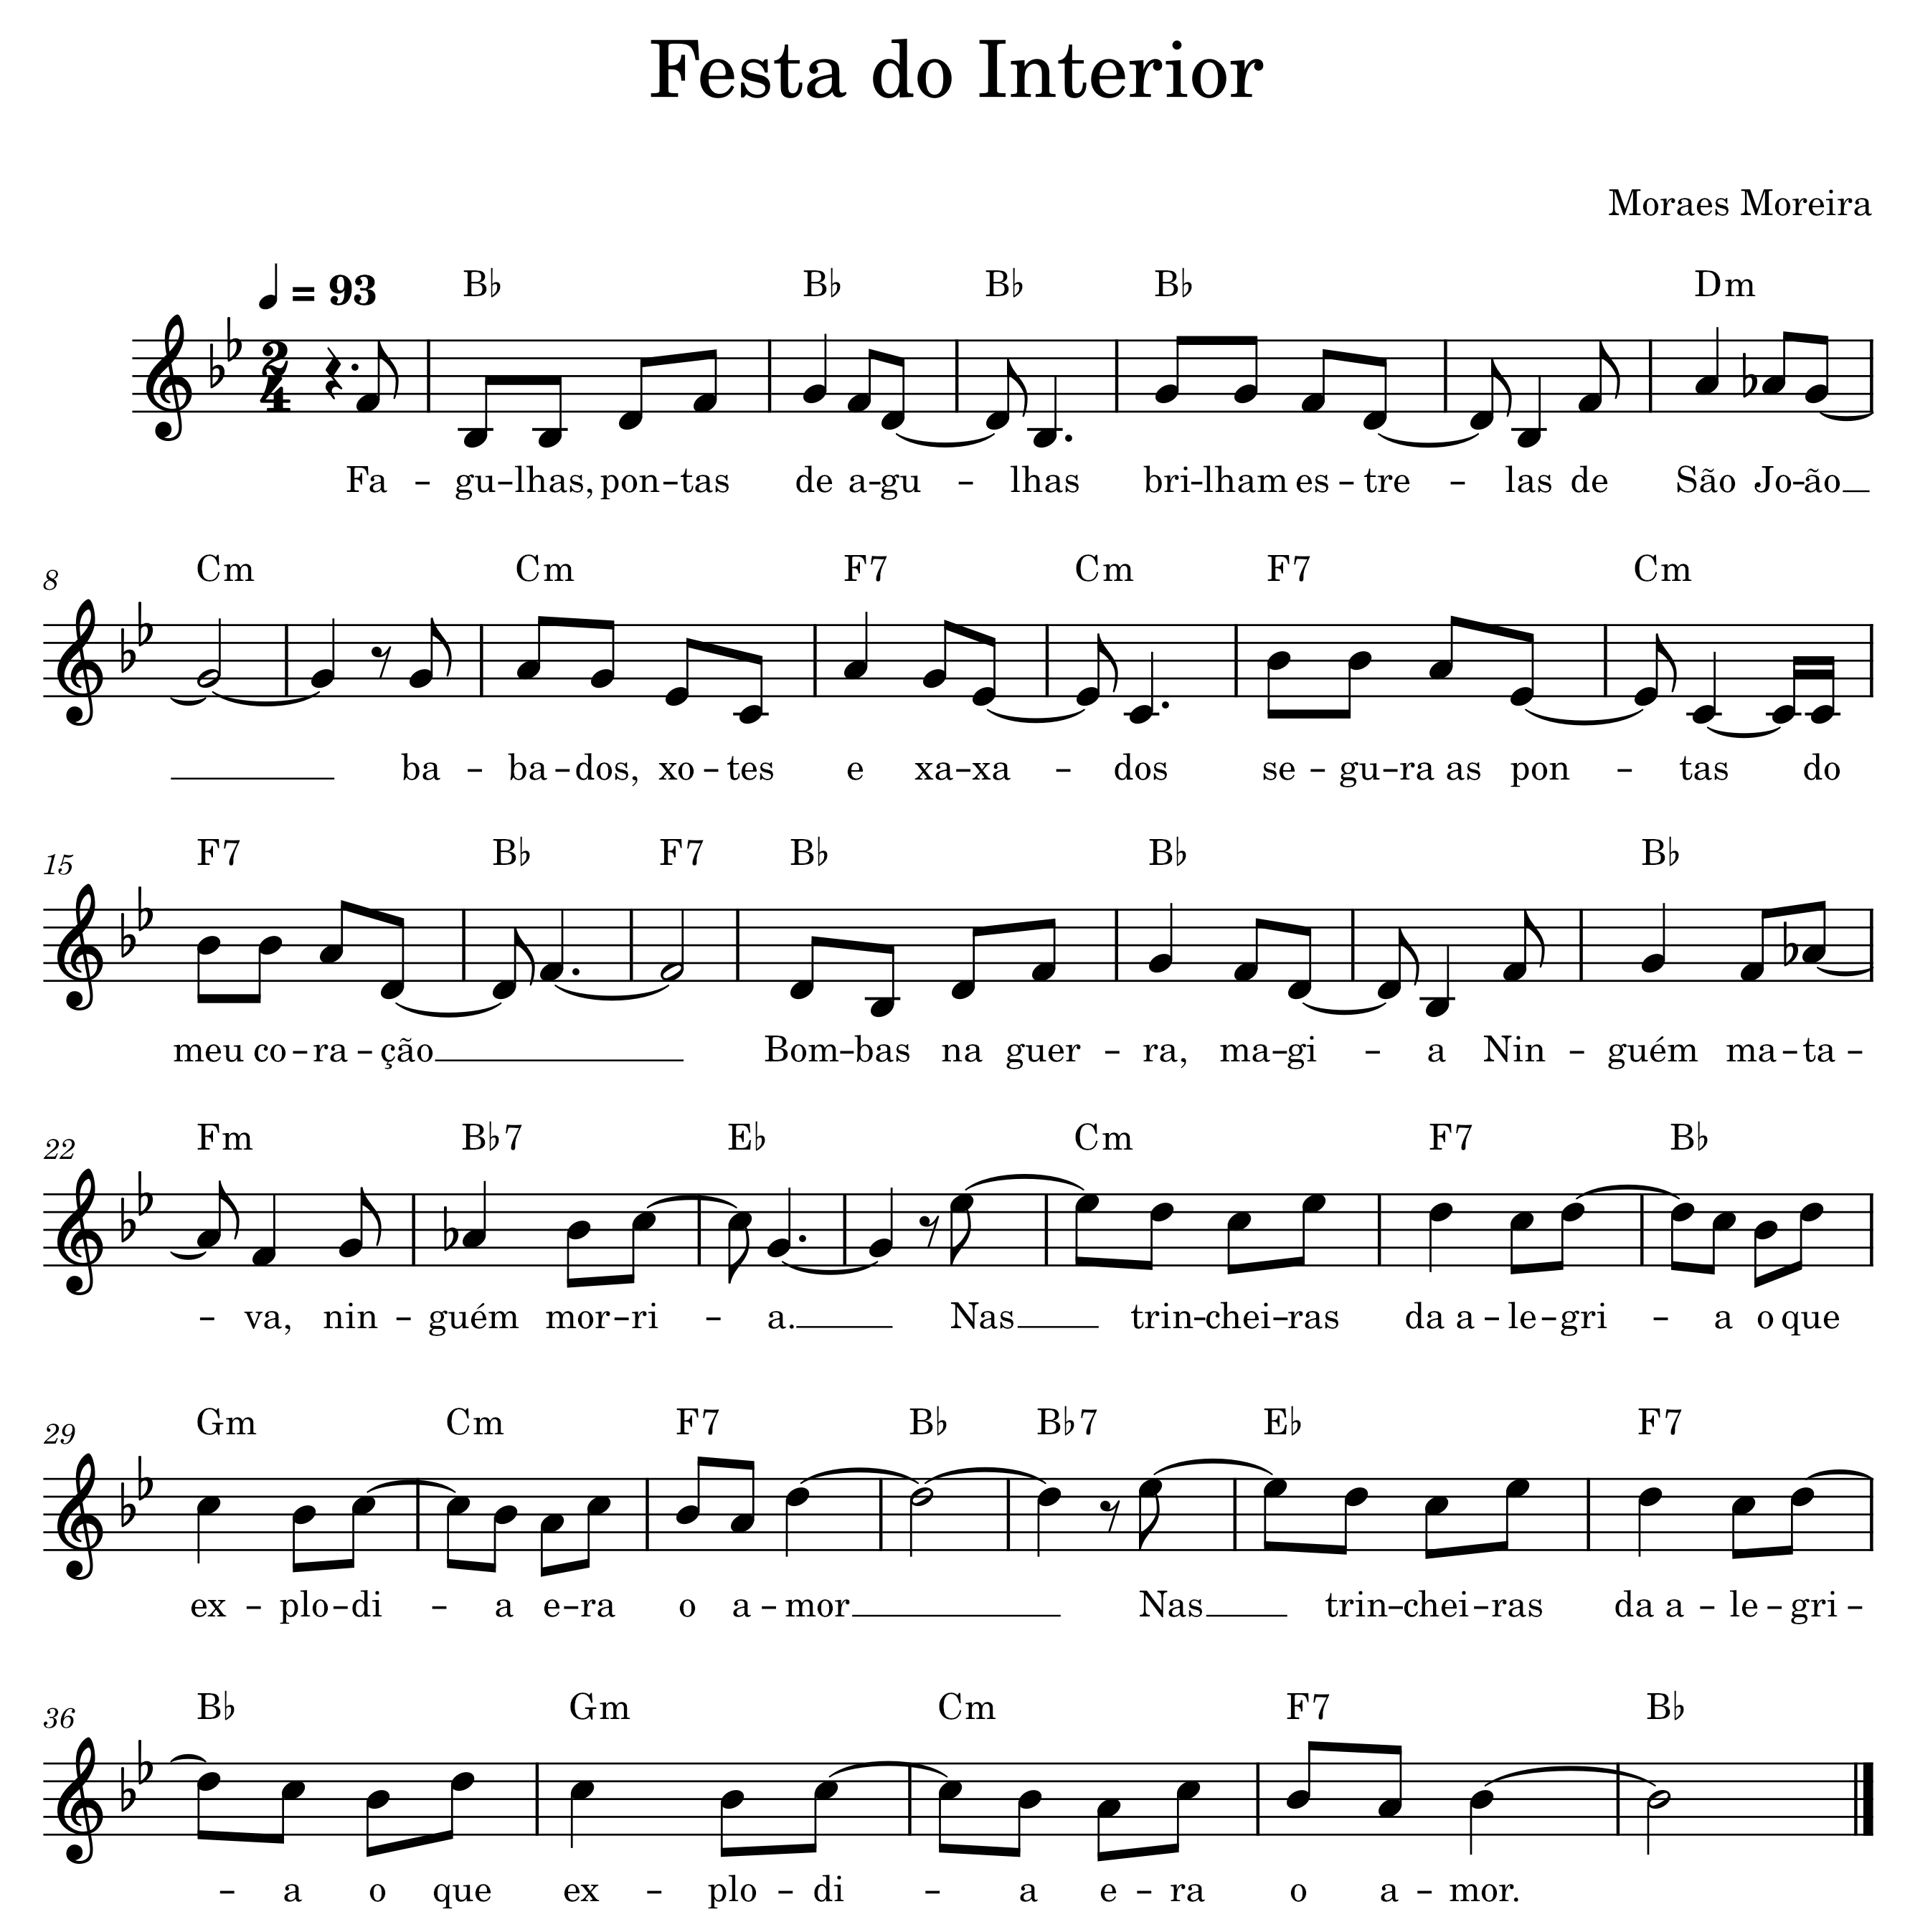 Festa do Interior
Moraes Moreira
= 93
B♭ B♭ B♭ B♭ Dm
Fa - gu - lhas, pon - tas de a - gu - lhas bri - lham es - tre - las de São Jo - ão
8 Cm Cm F7 Cm F7 Cm
ba - ba - dos, xo - tes e xa - xa - dos se - gu - ra as pon - tas do
15 F7 B♭ F7 B♭ B♭ B♭
meu co - ra - ção Bom - bas na guer - ra, ma - gi - a Nin - guém ma - ta -
22 Fm B♭7 E♭ Cm F7 B♭
- va, nin - guém mor - ri - a. Nas trin - chei - ras da a - le - gri - a o que
29 Gm Cm F7 B♭ B♭7 E♭ F7
ex - plo - di - a e - ra o a - mor Nas trin - chei - ras da a - le - gri -
36 B♭ Gm Cm F7 B♭
- a o que ex - plo - di - a e - ra o a - mor.